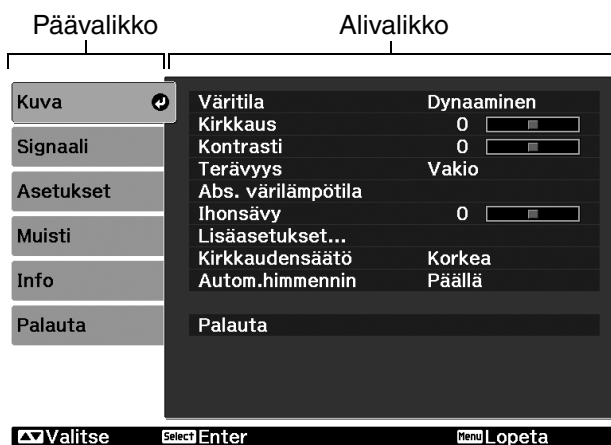 Päävalikko Alivalikko
Kuva
Signaali
Asetukset
Muisti
Info
Palauta
Väritila Dynaaminen
Kirkkaus 0
Kontrasti 0
Terävyys Vakio
Abs. värilämpötila
Ihonsävy 0
Lisäasetukset...
Kirkkaudensäätö Korkea
Autom.himmennin Päällä
Palauta
Valitse Select Enter Menu Lopeta